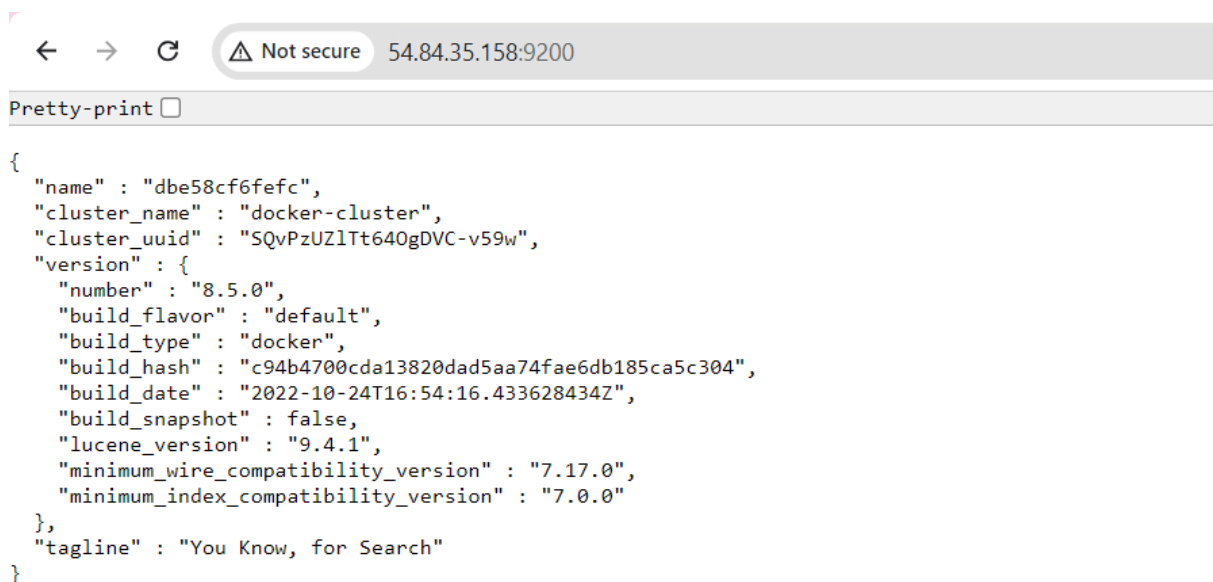 Not secure 54.84.35.158:9200
Pretty-print
{
  "name" : "dbe58cf6fefc",
  "cluster_name" : "docker-cluster",
  "cluster_uuid" : "SQvPzUZlTt64OgDVC-v59w",
  "version" : {
    "number" : "8.5.0",
    "build_flavor" : "default",
    "build_type" : "docker",
    "build_hash" : "c94b4700cda13820dad5aa74fae6db185ca5c304",
    "build_date" : "2022-10-24T16:54:16.433628434Z",
    "build_snapshot" : false,
    "lucene_version" : "9.4.1",
    "minimum_wire_compatibility_version" : "7.17.0",
    "minimum_index_compatibility_version" : "7.0.0"
  },
  "tagline" : "You Know, for Search"
}